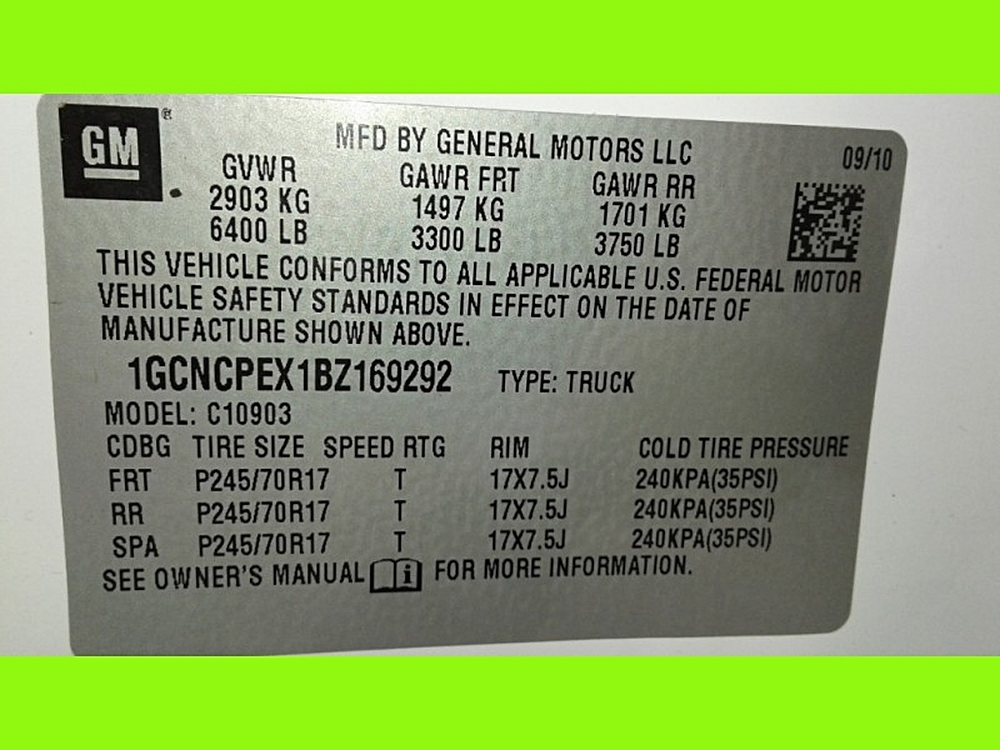 GM®
MFD BY GENERAL MOTORS LLC
09/10
GVWR GAWR FRT GAWR RR
2903 KG 1497 KG 1701 KG
6400 LB 3300 LB 3750 LB
THIS VEHICLE CONFORMS TO ALL APPLICABLE U.S. FEDERAL MOTOR
VEHICLE SAFETY STANDARDS IN EFFECT ON THE DATE OF
MANUFACTURE SHOWN ABOVE.
1GCNCPEX1BZ169292 TYPE: TRUCK
MODEL: C10903
CDBG TIRE SIZE SPEED RTG RIM COLD TIRE PRESSURE
FRT P245/70R17 T 17X7.5J 240KPA(35PSI)
RR P245/70R17 T 17X7.5J 240KPA(35PSI)
SPA P245/70R17 T 17X7.5J 240KPA(35PSI)
SEE OWNER'S MANUAL i FOR MORE INFORMATION.